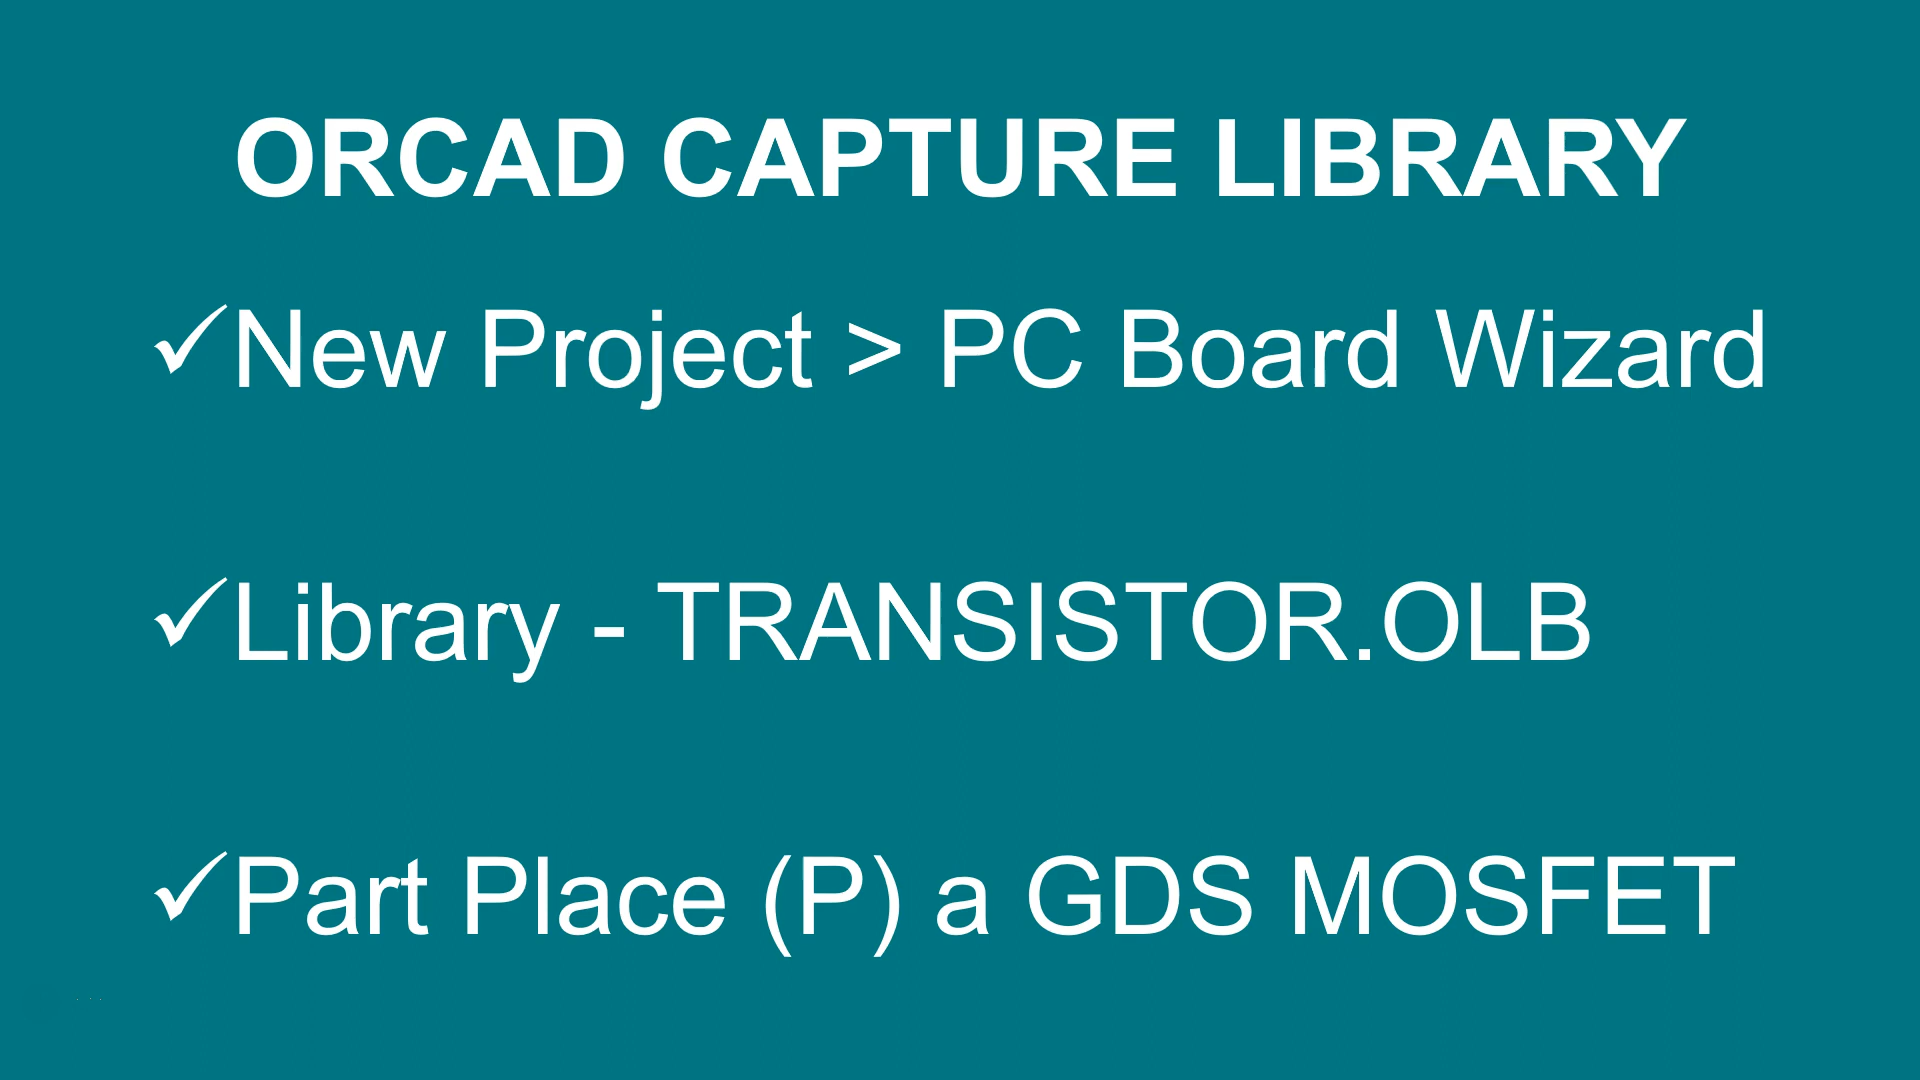 ORCAD CAPTURE LIBRARY
✓New Project > PC Board Wizard
✓Library - TRANSISTOR.OLB
✓Part Place (P) a GDS MOSFET